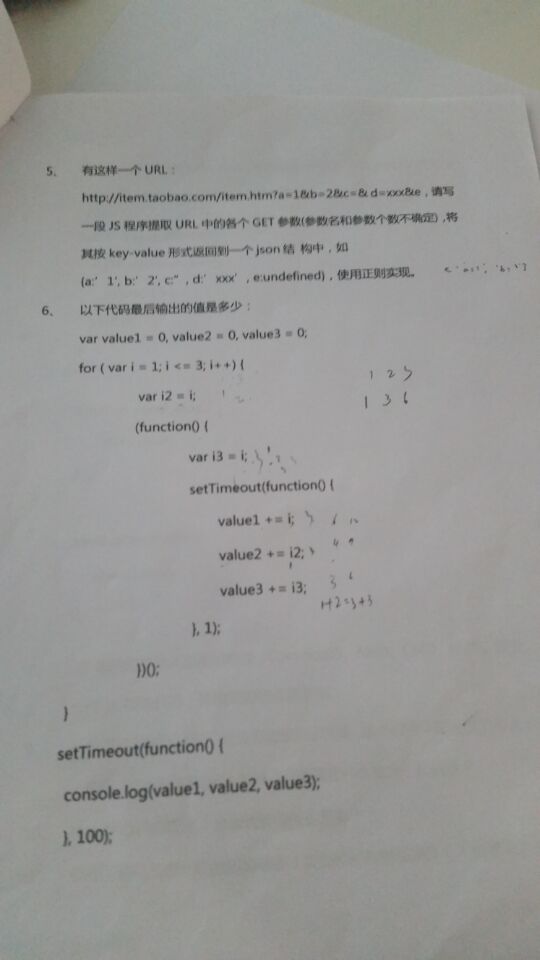 5、 有这样一个 URL：
http://item.taobao.com/item.htm?a=1&b=2&c=& d=xxx&e，请写
一段 JS 程序提取 URL 中的各个 GET 参数(参数名和参数个数不确定) ,将
其按 key-value 形式返回到一个 json 结 构中，如
{a:' 1', b:' 2', c:'' , d:' xxx' , e:undefined}，使用正则实现。
6、 以下代码最后输出的值是多少：
var value1 = 0, value2 = 0, value3 = 0;
for ( var i = 1; i <= 3; i++) {
1 2 3
var i2 = i; 1 2
1 3 6
(function() {
var i3 = i;
setTimeout(function() {
value1 += i; 3 6
value2 += i2;
value3 += i3; 3 6
1+2=3+3
}, 1);
})();
}
setTimeout(function() {
console.log(value1, value2, value3);
}, 100);